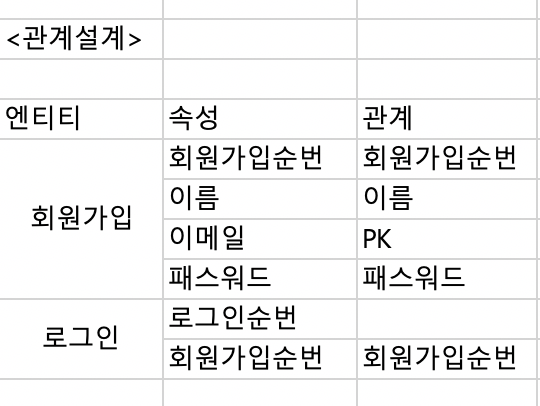 <관계설계>
엔티티 속성 관계
회원가입순번 회원가입순번
이름 이름
회원가입
이메일 PK
패스워드 패스워드
로그인순번
로그인
회원가입순번 회원가입순번